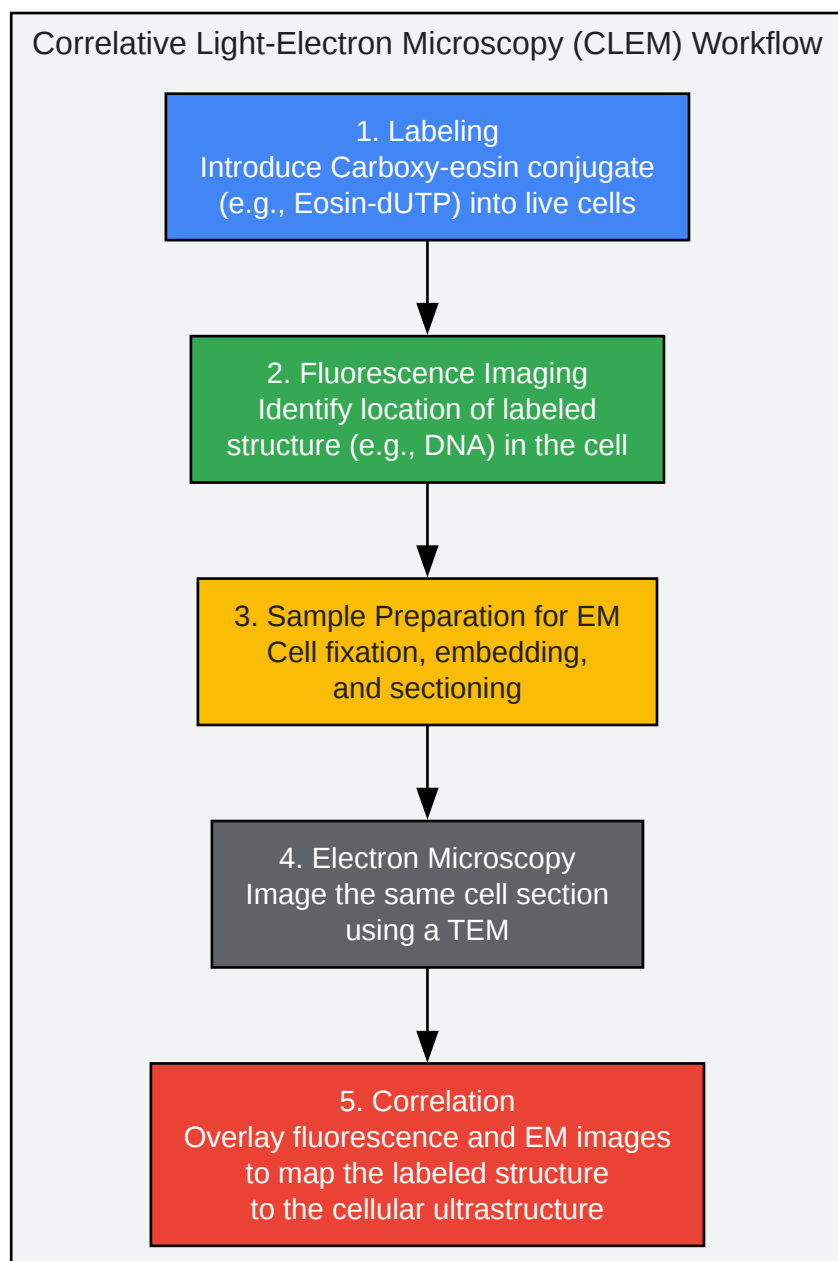 Correlative Light-Electron Microscopy (CLEM) Workflow
1. Labeling
Introduce Carboxy-eosin conjugate
(e.g., Eosin-dUTP) into live cells
2. Fluorescence Imaging
Identify location of labeled
structure (e.g., DNA) in the cell
3. Sample Preparation for EM
Cell fixation, embedding,
and sectioning
4. Electron Microscopy
Image the same cell section
using a TEM
5. Correlation
Overlay fluorescence and EM images
to map the labeled structure
to the cellular ultrastructure